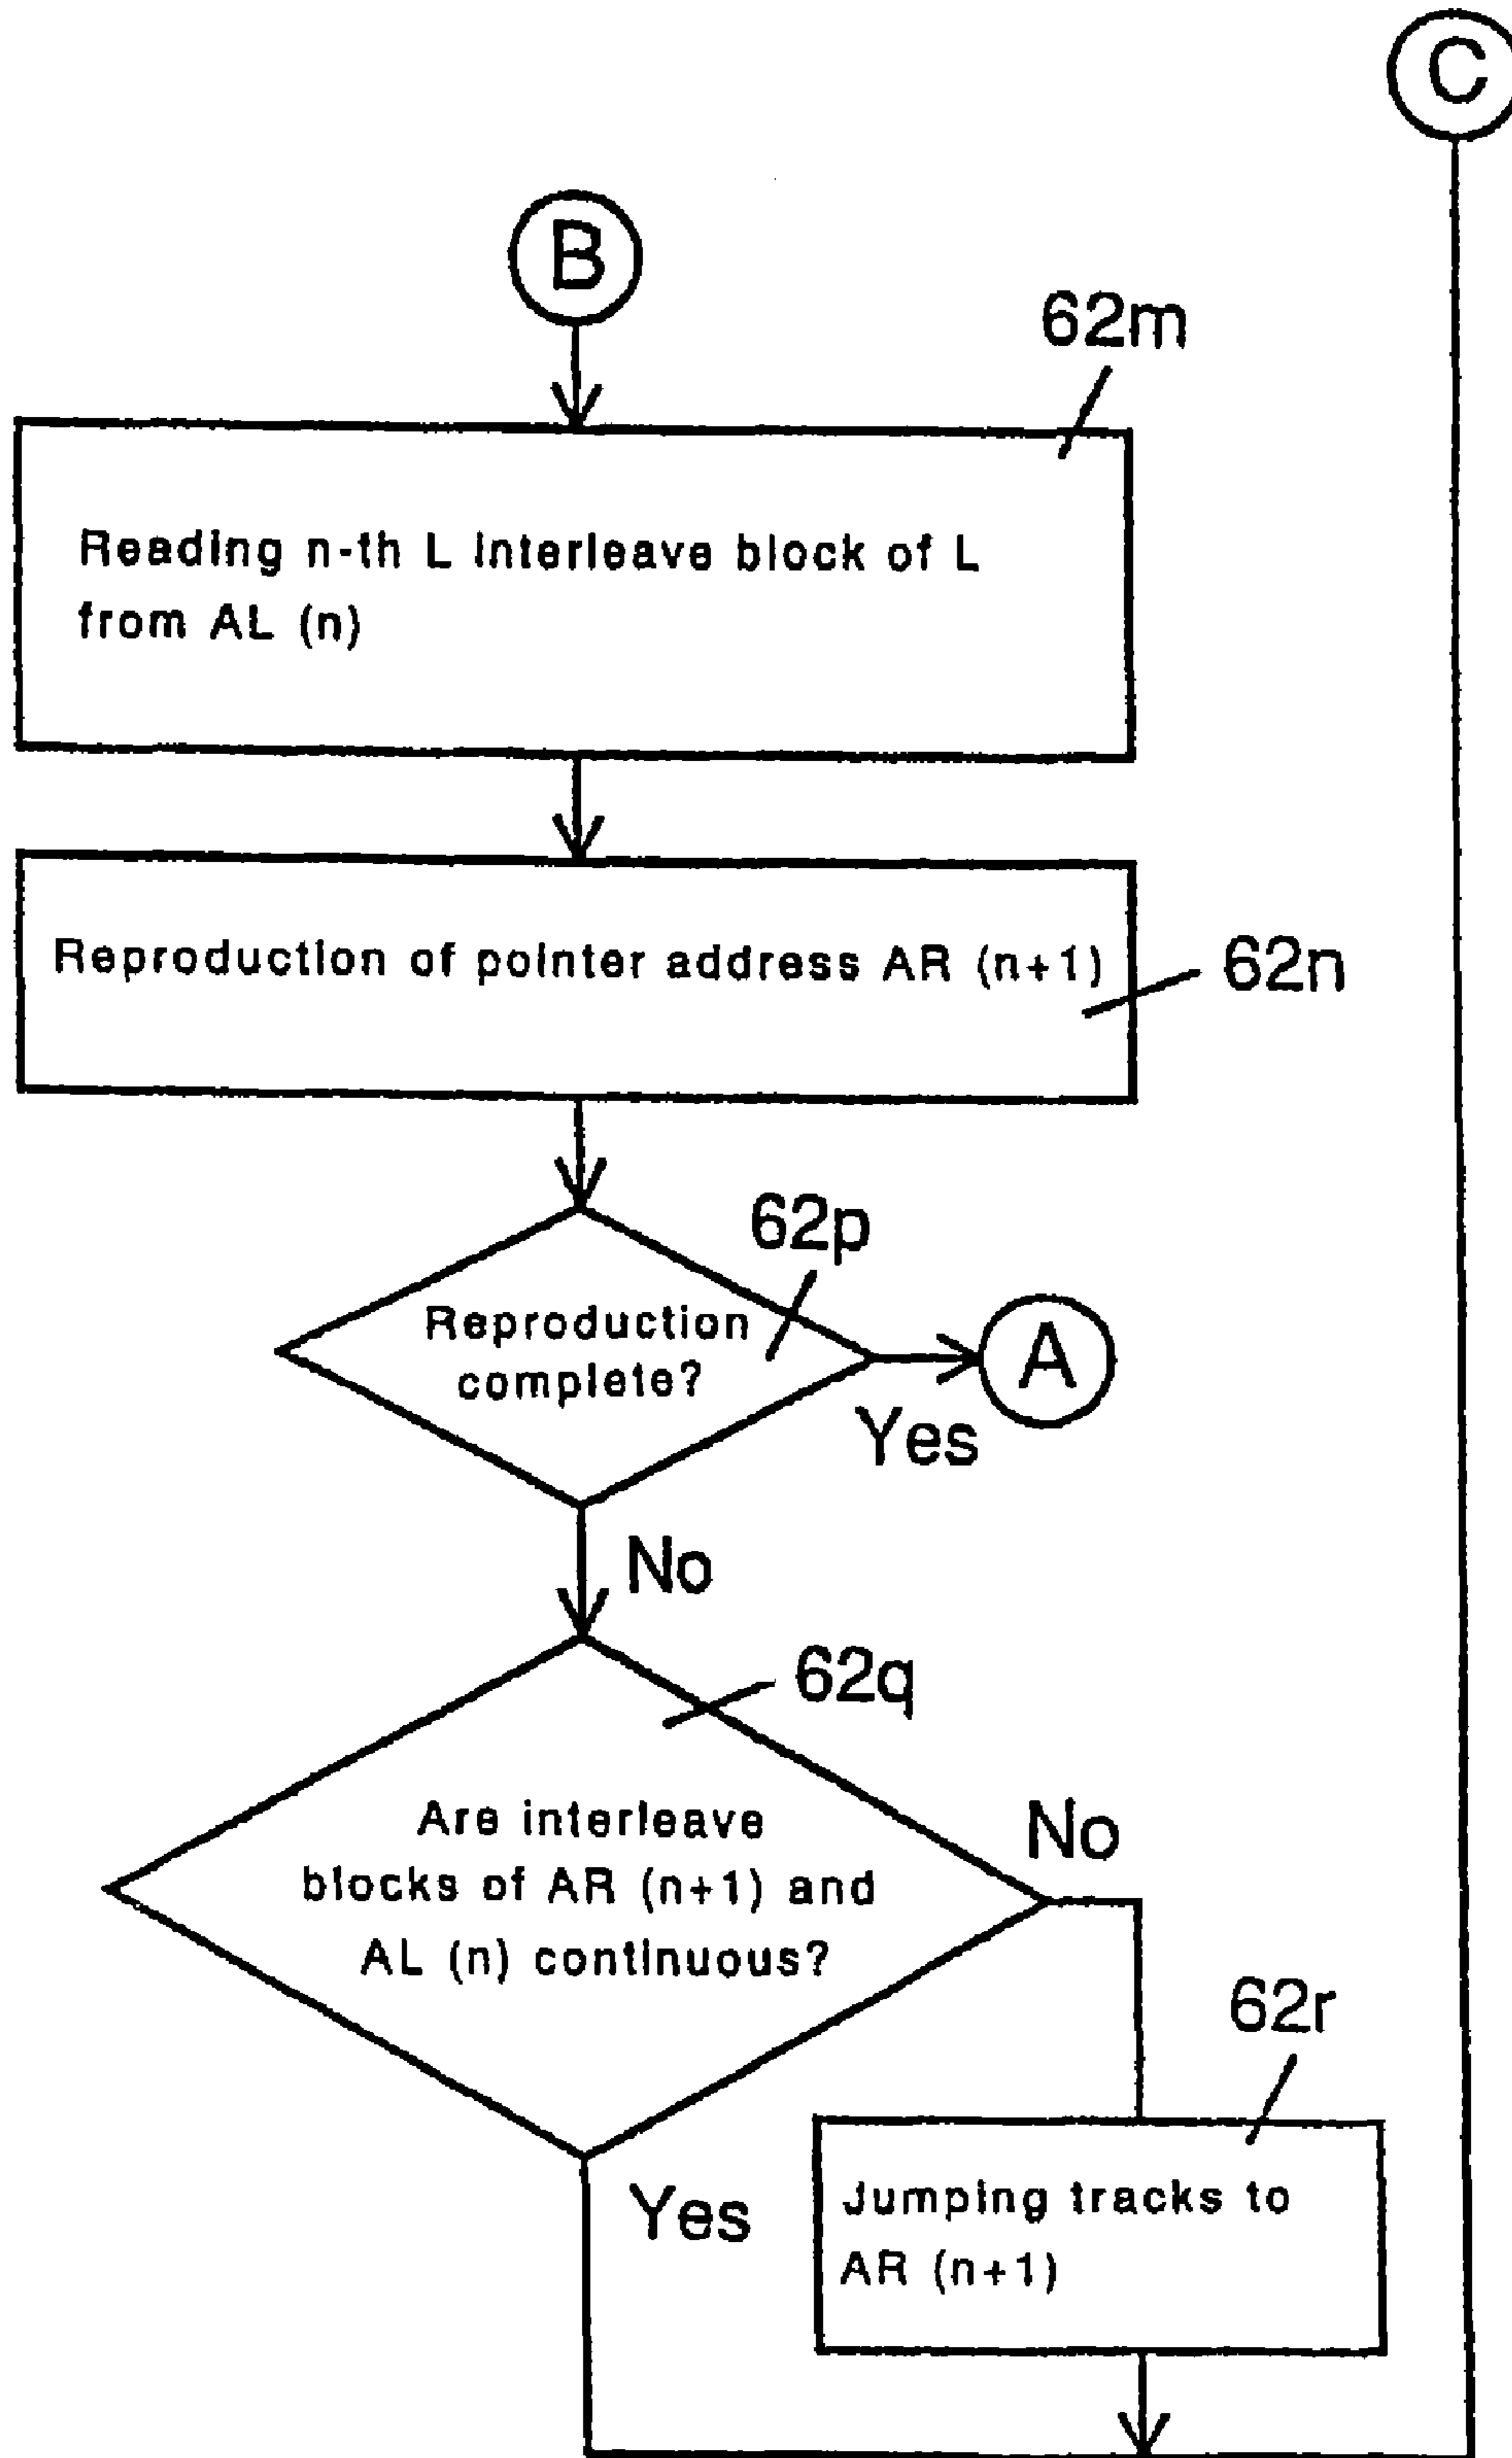 C
B
62m
Reading n-th L interleave block of L
from AL (n)
Reproduction of pointer address AR (n+1)
62n
62p
Reproduction
complete?
A
Yes
No
62q
Are interleave
blocks of AR (n+1) and
AL (n) continuous?
No
62r
Yes
Jumping tracks to
AR (n+1)